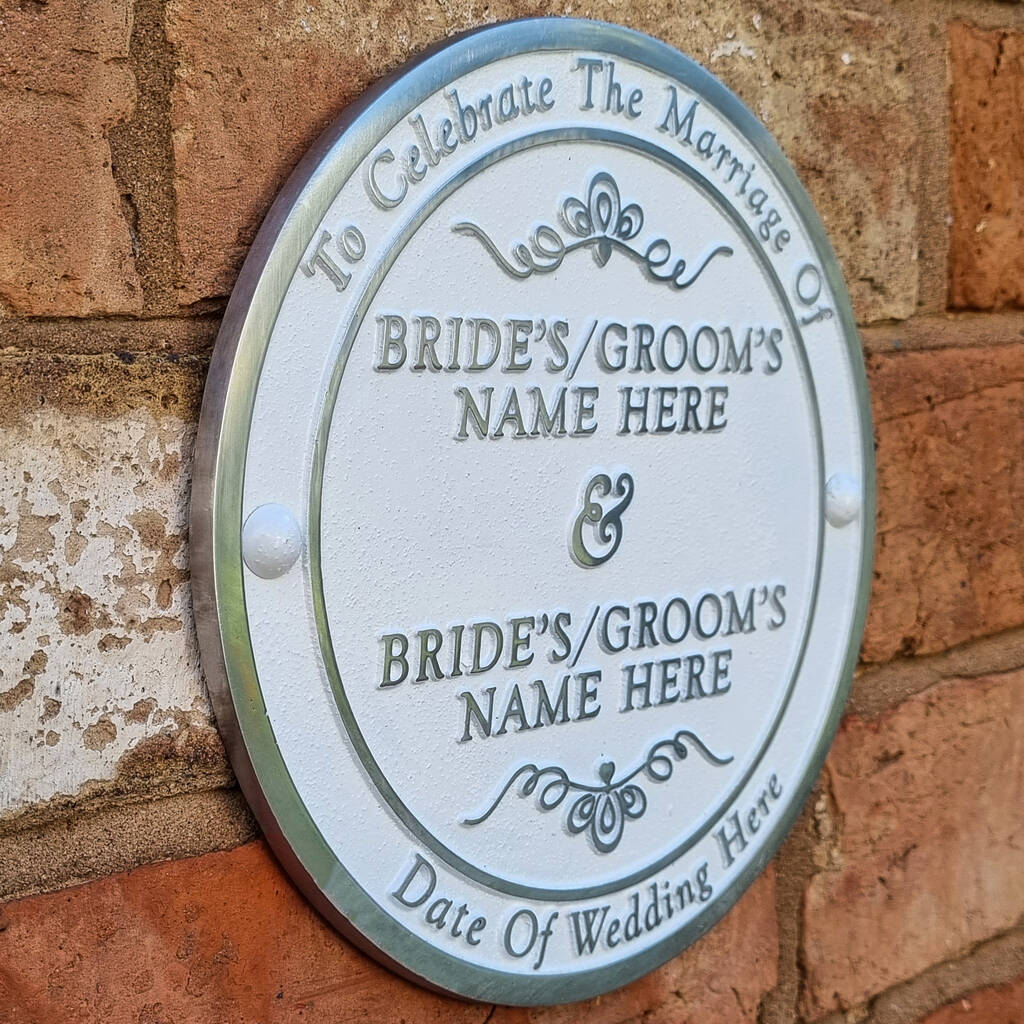 To Celebrate The Marriage Of
BRIDE'S/GROOM'S
NAME HERE
&
BRIDE'S/GROOM'S
NAME HERE
Date Of Wedding Here